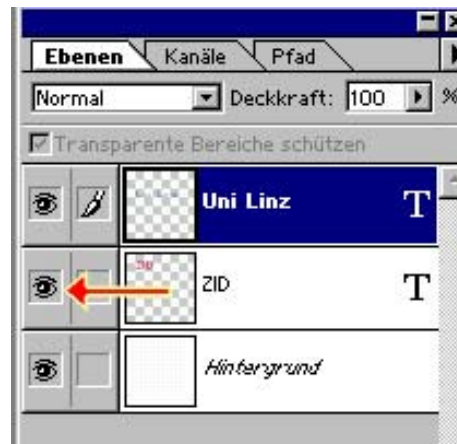 Ebenen Kanäle Pfad
Normal Deckkraft: 100 %
Transparente Bereiche schützen
Uni Linz T
ZID T
Hintergrund